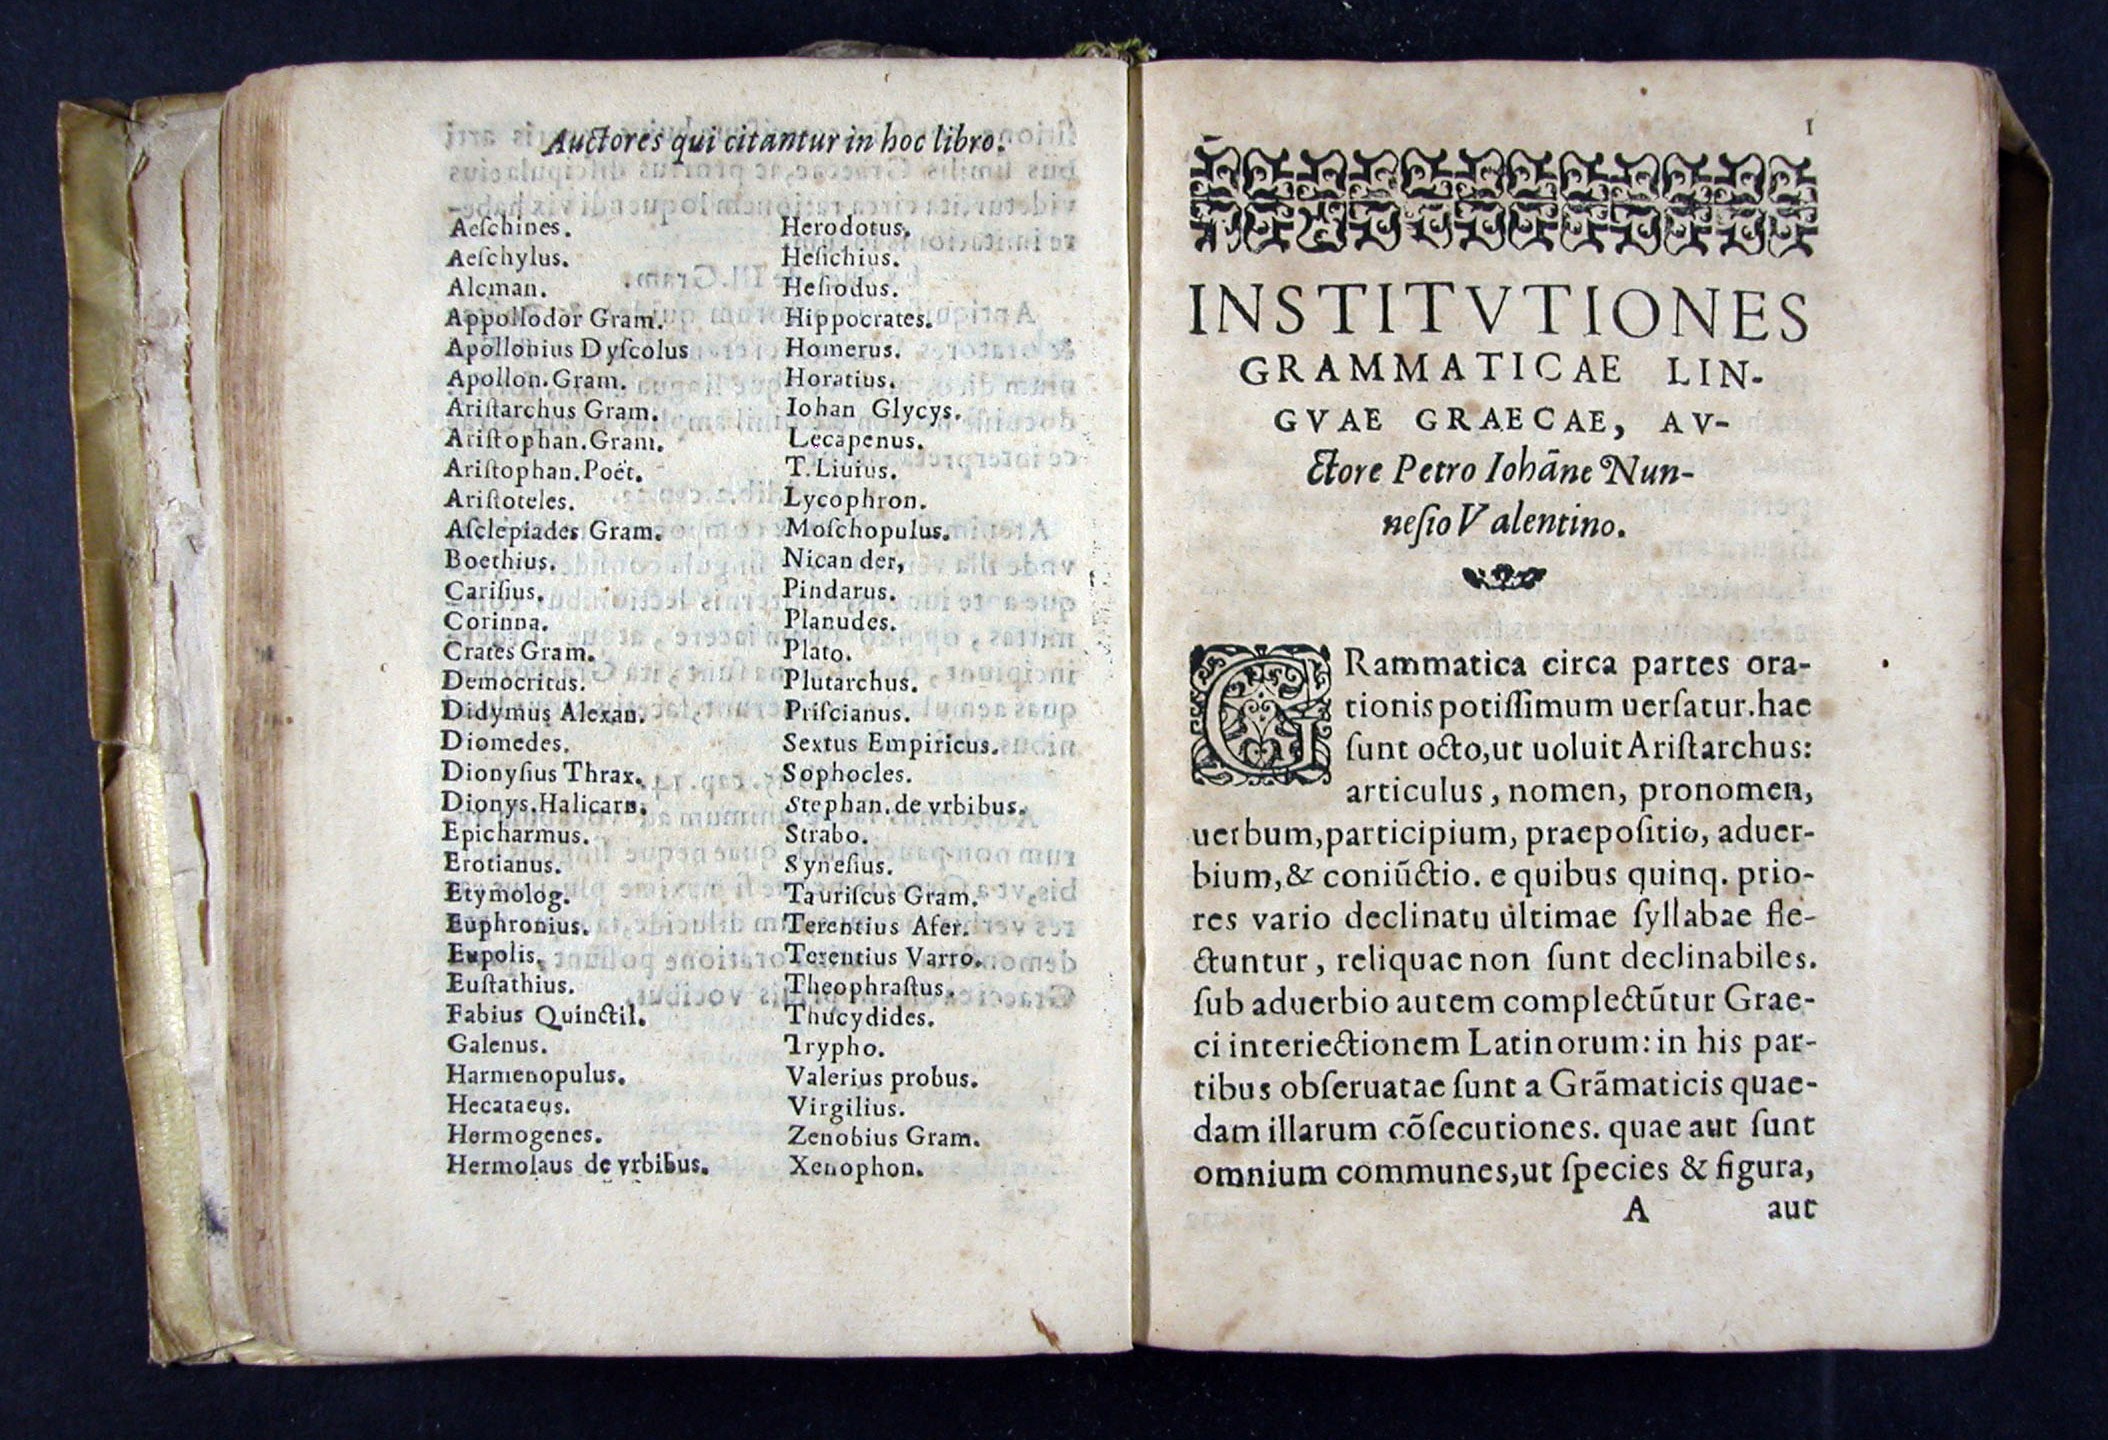 Auctores qui citantur in hoc libro.
Aeſchines.
Aeſchylus.
Alcman.
Appollodor Gram.
Apollonius Dyſcolus
Apollon. Gram.
Ariſtarchus Gram.
Ariſtophan. Gram.
Ariſtophan. Poët.
Ariſtoteles.
Aſclepiades Gram.
Boethius.
Cariſius.
Corinna.
Crates Gram.
Democritus.
Didymus Alexan.
Diomedes.
Dionyſius Thrax.
Dionys. Halicarn.
Epicharmus.
Erotianus.
Etymolog.
Euphronius.
Eupolis.
Euſtathius.
Fabius Quinctil.
Galenus.
Harmenopulus.
Hecataeus.
Hermogenes.
Hermolaus de vrbibus.
Herodotus.
Heſichius.
Heſiodus.
Hippocrates.
Homerus.
Horatius.
Iohan Glycys.
Lecapenus.
T. Liuius.
Lycophron.
Moſchopulus.
Nicander,
Pindarus.
Planudes.
Plato.
Plutarchus.
Priſcianus.
Sextus Empiricus.
Sophocles.
Stephan. de vrbibus.
Strabo.
Syneſius.
Tauriſcus Gram.
Terentius Afer.
Terentius Varro.
Theophraſtus.
Thucydides.
Trypho.
Valerius probus.
Virgilius.
Zenobius Gram.
Xenophon.
1
INSTITVTIONES
GRAMMATICAE LIN-
GVAE GRAECAE, AV-
ctore Petro Iohāne Nun-
neſio Valentino.
GRammatica circa partes ora-
tionis potiſſimum uerſatur. hae
ſunt octo, ut uoluit Ariſtarchus:
articulus, nomen, pronomen,
uerbum, participium, praepoſitio, aduer-
bium, & coniūctio. e quibus quinq. prio-
res vario declinatu ultimae ſyllabae fle-
ctuntur, reliquae non ſunt declinabiles.
ſub aduerbio autem complectūtur Grae-
ci interiectionem Latinorum: in his par-
tibus obſeruatae ſunt a Grāmaticis quae-
dam illarum cōſecutiones. quae aut ſunt
omnium communes, ut ſpecies & figura,
A aut